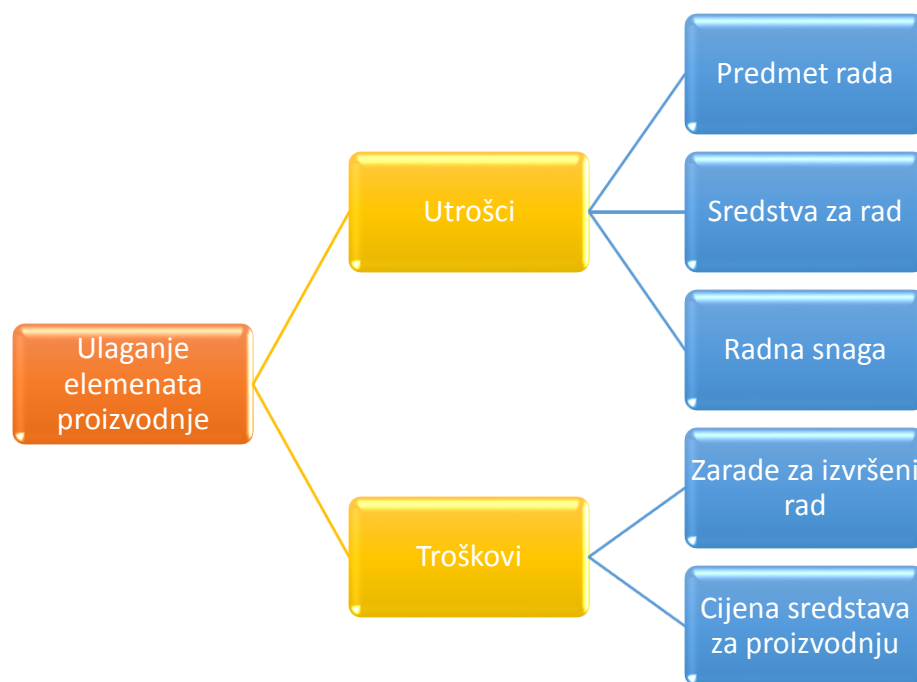 Predmet rada
Utrošci
Sredstva za rad
Radna snaga
Ulaganje
elemenata
proizvodnje
Zarade za izvršeni
rad
Troškovi
Cijena sredstava
za proizvodnju